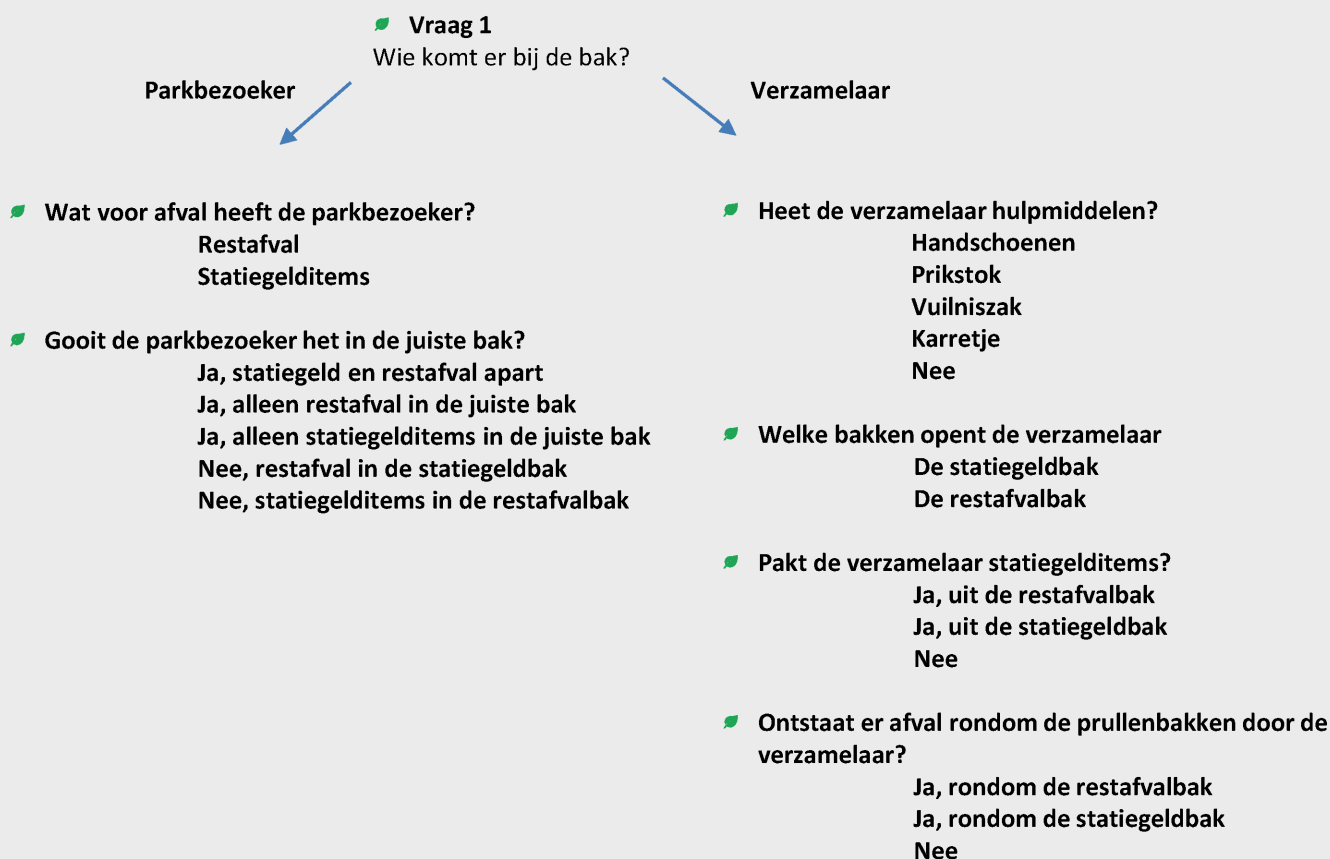 Vraag 1
Wie komt er bij de bak?
Parkbezoeker
Verzamelaar
Wat voor afval heeft de parkbezoeker?
Restafval
Statiegelditems
Gooit de parkbezoeker het in de juiste bak?
Ja, statiegeld en restafval apart
Ja, alleen restafval in de juiste bak
Ja, alleen statiegelditems in de juiste bak
Nee, restafval in de statiegeldbak
Nee, statiegelditems in de restafvalbak
Heet de verzamelaar hulpmiddelen?
Handschoenen
Prikstok
Vuilniszak
Karretje
Nee
Welke bakken opent de verzamelaar
De statiegeldbak
De restafvalbak
Pakt de verzamelaar statiegelditems?
Ja, uit de restafvalbak
Ja, uit de statiegeldbak
Nee
Ontstaat er afval rondom de prullenbakken door de
verzamelaar?
Ja, rondom de restafvalbak
Ja, rondom de statiegeldbak
Nee